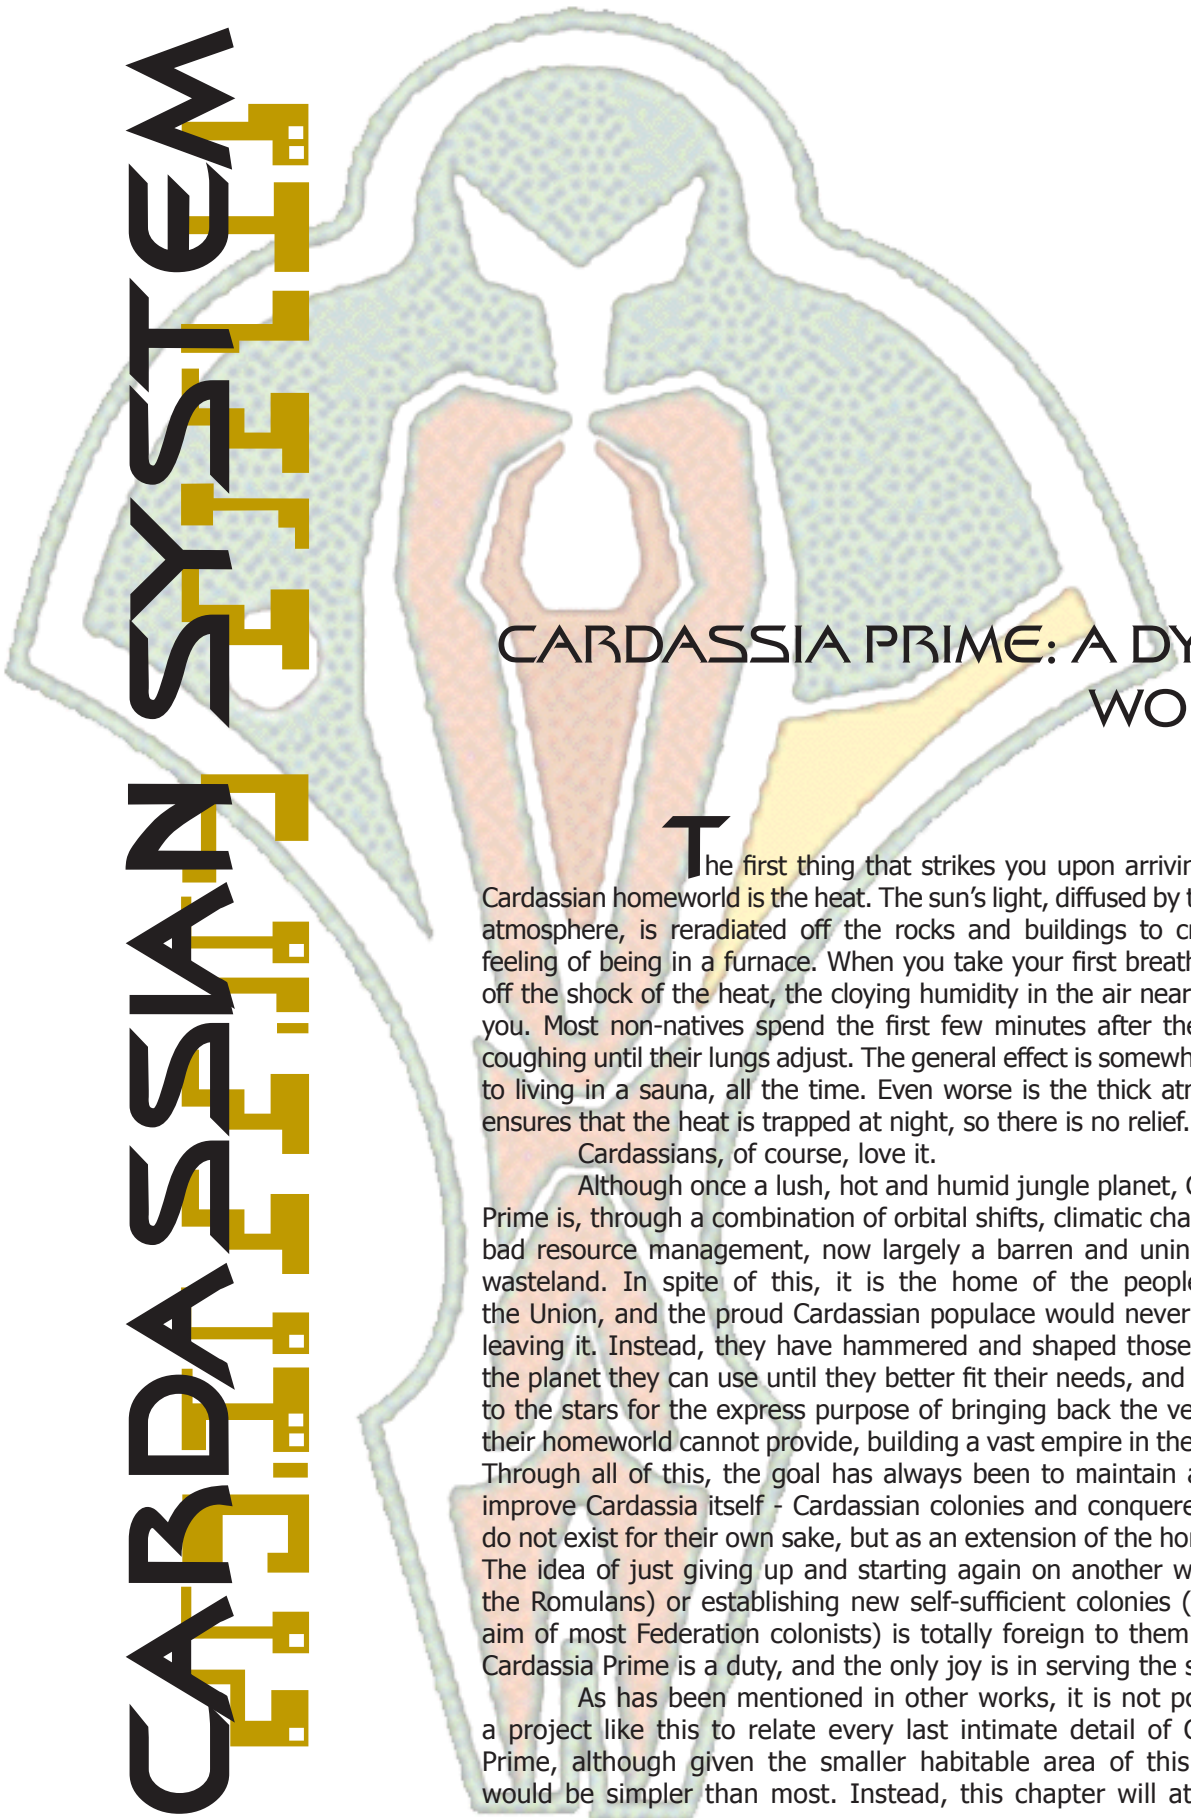 CARDASSIAN SYSTEM
CARDASSIA PRIME: A DY
WO
The first thing that strikes you upon arrivin
Cardassian homeworld is the heat. The sun’s light, diffused by t
atmosphere, is reradiated off the rocks and buildings to cr
feeling of being in a furnace. When you take your first breath
off the shock of the heat, the cloying humidity in the air near
you. Most non-natives spend the first few minutes after the
coughing until their lungs adjust. The general effect is somewh
to living in a sauna, all the time. Even worse is the thick atm
ensures that the heat is trapped at night, so there is no relief.
Cardassians, of course, love it.
Although once a lush, hot and humid jungle planet, C
Prime is, through a combination of orbital shifts, climatic cha
bad resource management, now largely a barren and unin
wasteland. In spite of this, it is the home of the people
the Union, and the proud Cardassian populace would never
leaving it. Instead, they have hammered and shaped those
the planet they can use until they better fit their needs, and
to the stars for the express purpose of bringing back the ve
their homeworld cannot provide, building a vast empire in the
Through all of this, the goal has always been to maintain a
improve Cardassia itself - Cardassian colonies and conquere
do not exist for their own sake, but as an extension of the hom
The idea of just giving up and starting again on another w
the Romulans) or establishing new self-sufficient colonies (
aim of most Federation colonists) is totally foreign to them
Cardassia Prime is a duty, and the only joy is in serving the s
As has been mentioned in other works, it is not po
a project like this to relate every last intimate detail of C
Prime, although given the smaller habitable area of this
would be simpler than most. Instead, this chapter will at